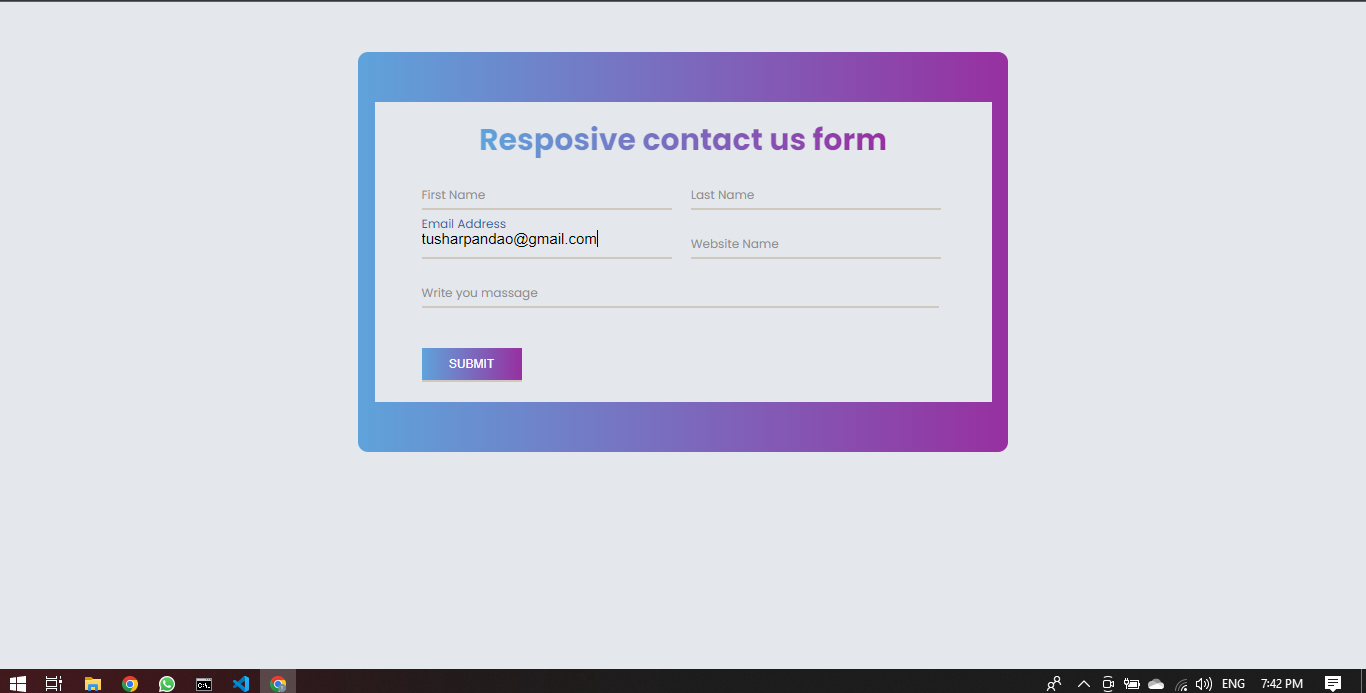 Resposive contact us form
First Name
Last Name
Email Address
tusharpandao@gmail.com
Website Name
Write you massage
SUBMIT
ENG
7:42 PM